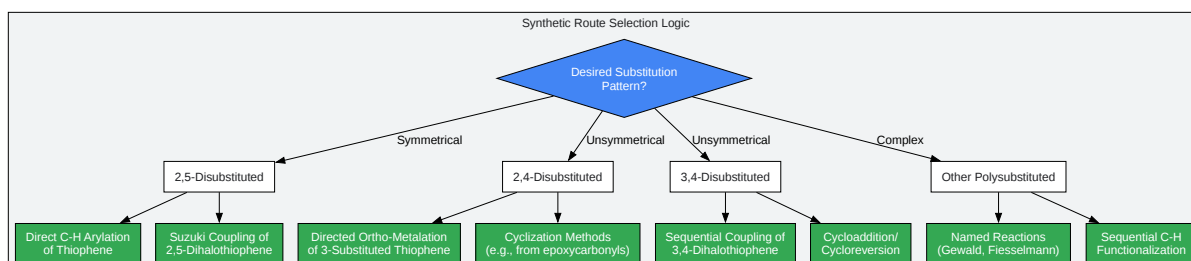 Synthetic Route Selection Logic
Desired Substitution
Pattern?
Symmetrical
Unsymmetrical
Unsymmetrical
Complex
2,5-Disubstituted
2,4-Disubstituted
3,4-Disubstituted
Other Polysubstituted
Direct C-H Arylation
of Thiophene
Suzuki Coupling of
2,5-Dihalothiophene
Directed Ortho-Metalation
of 3-Substituted Thiophene
Cyclization Methods
(e.g., from epoxycarbonyls)
Sequential Coupling of
3,4-Dihalothiophene
Cycloaddition/
Cycloreversion
Named Reactions
(Gewald, Fiesselmann)
Sequential C-H
Functionalization